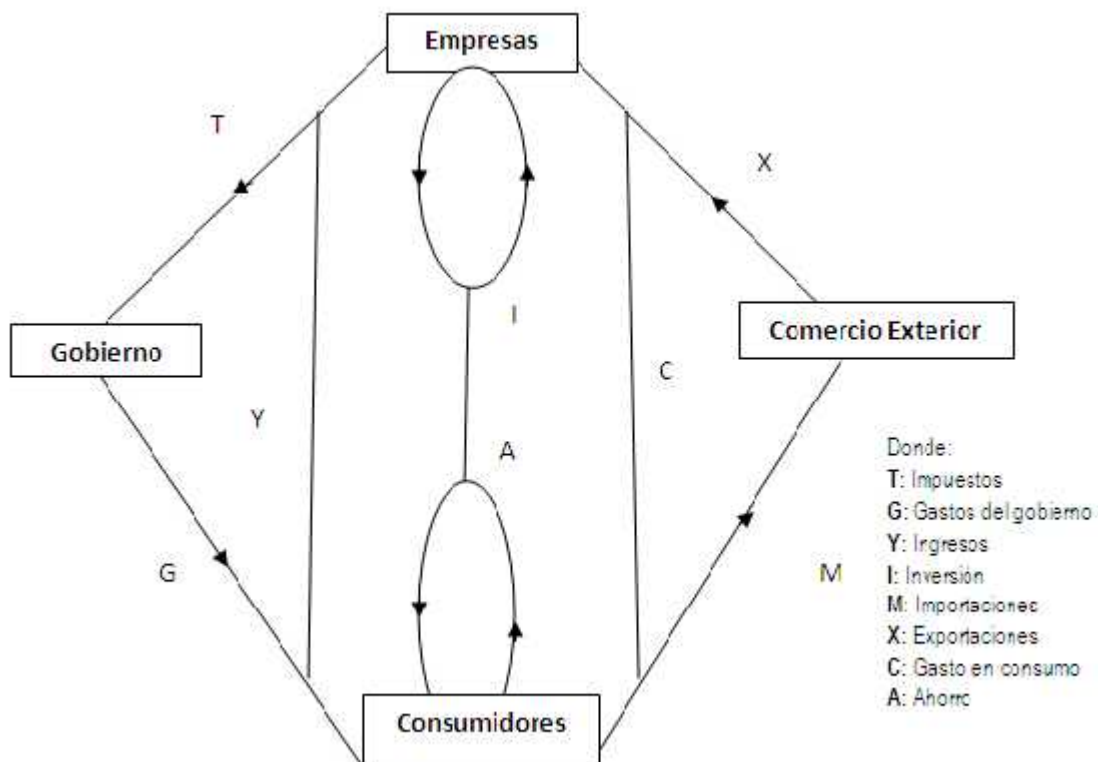 Empresas
T
X
I
Gobierno
Comercio Exterior
C
Y
A
G
M
Donde:
T: Impuestos
G: Gastos del gobierno
Y: Ingresos
I: Inversión
M: Importaciones
X: Exportaciones
C: Gasto en consumo
A: Ahorro
Consumidores